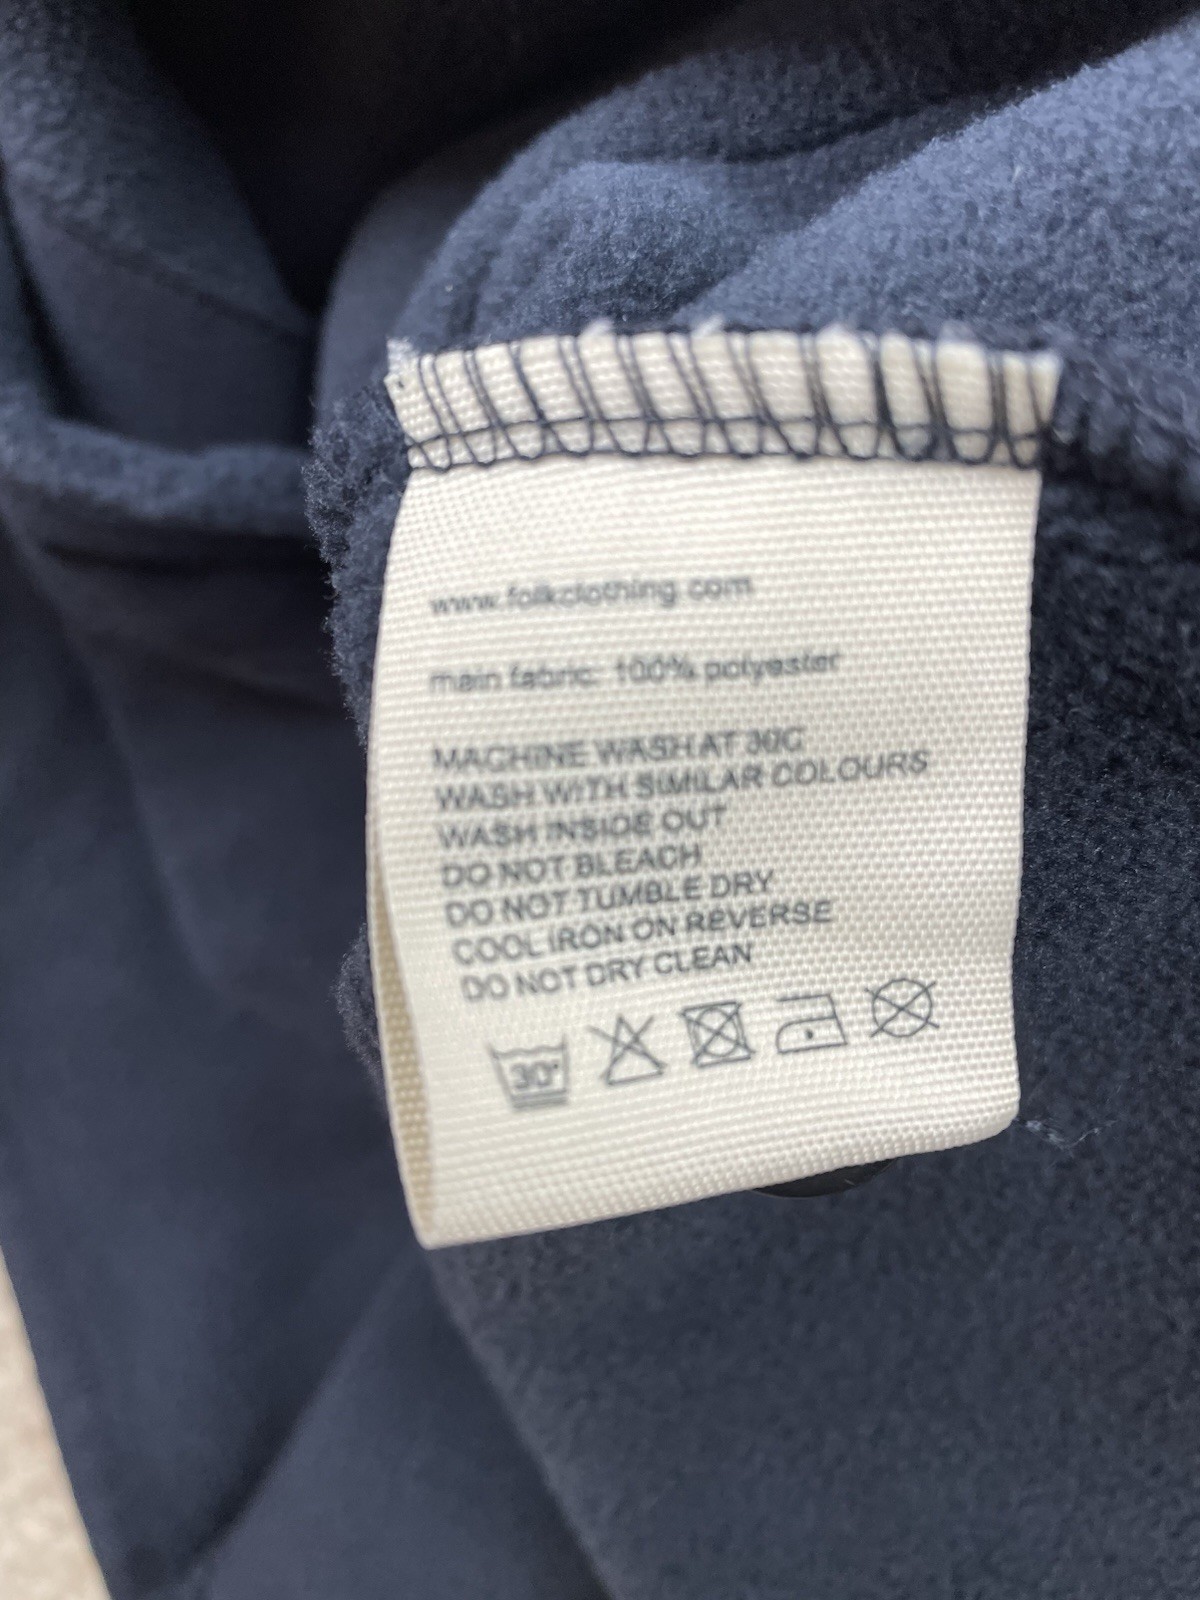 www.folkclothing.com
main fabric: 100% polyester
MACHINE WASH AT 30C
WASH WITH SIMILAR COLOURS
WASH INSIDE OUT
DO NOT BLEACH
DO NOT TUMBLE DRY
COOL IRON ON REVERSE
DO NOT DRY CLEAN
30°